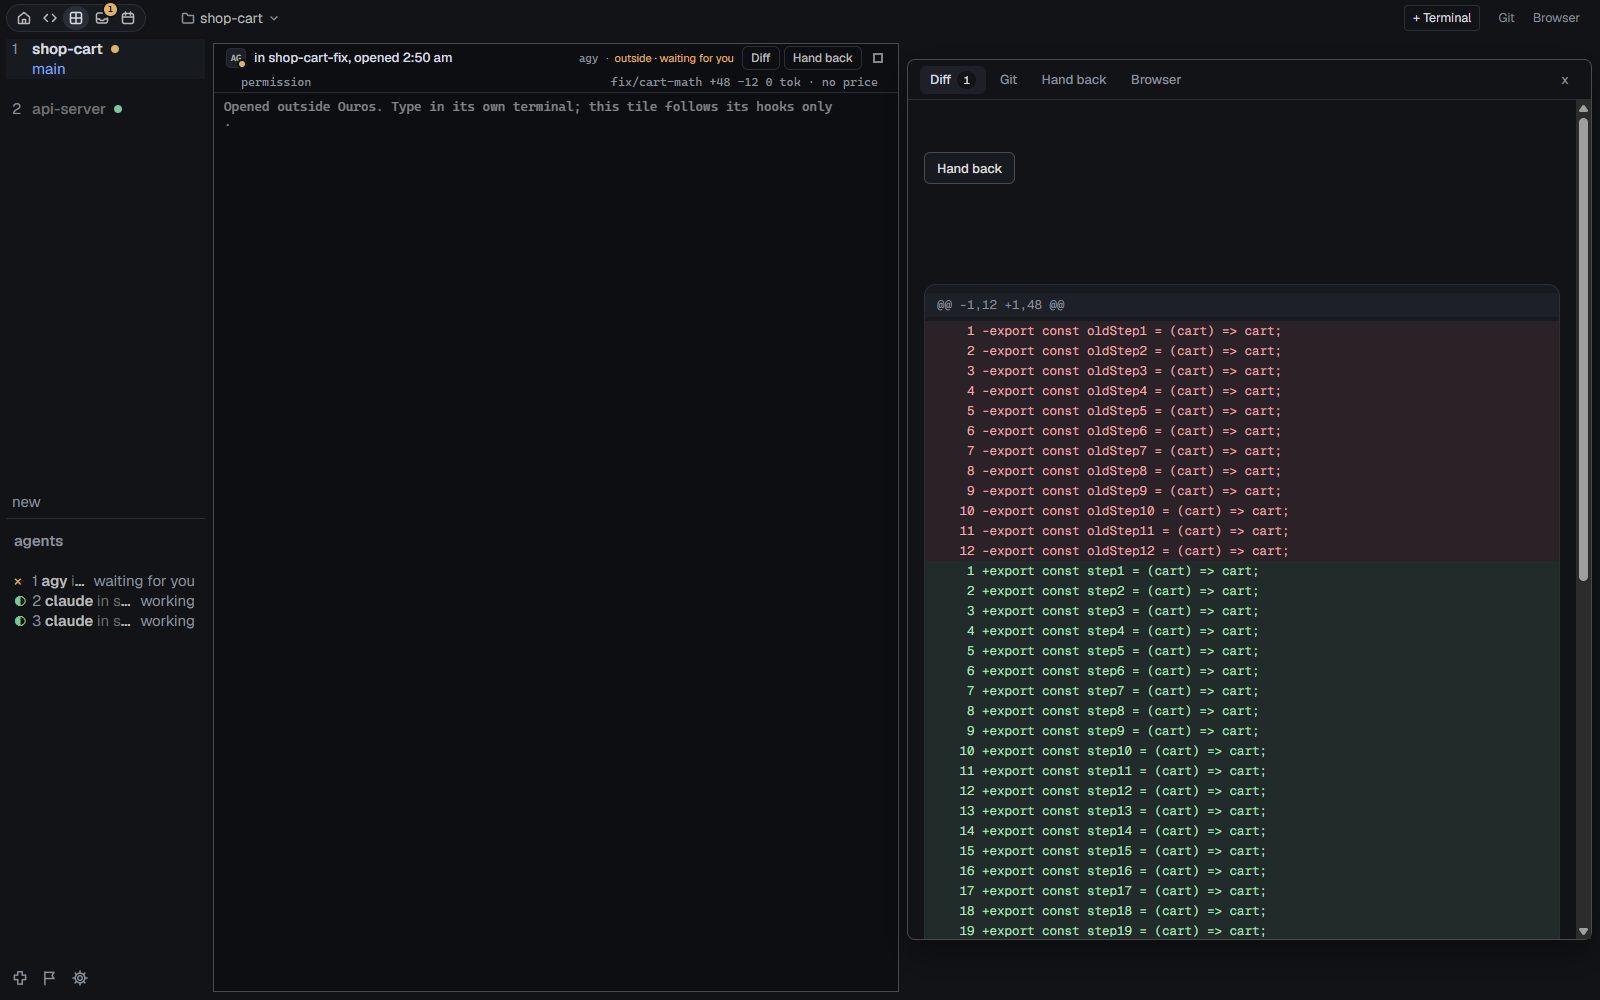 1
shop-cart
+ Terminal
Git
Browser
1 shop-cart
main
2 api-server
new
agents
× 1 agy i... waiting for you
2 claude in s... working
3 claude in s... working
AG in shop-cart-fix, opened 2:50 am
agy · outside · waiting for you
Diff
Hand back
permission
fix/cart-math +48 -12 0 tok · no price
Opened outside Ouros. Type in its own terminal; this tile follows its hooks only
.
Diff 1
Git
Hand back
Browser
x
Hand back
@@ -1,12 +1,48 @@
1 -export const oldStep1 = (cart) => cart;
2 -export const oldStep2 = (cart) => cart;
3 -export const oldStep3 = (cart) => cart;
4 -export const oldStep4 = (cart) => cart;
5 -export const oldStep5 = (cart) => cart;
6 -export const oldStep6 = (cart) => cart;
7 -export const oldStep7 = (cart) => cart;
8 -export const oldStep8 = (cart) => cart;
9 -export const oldStep9 = (cart) => cart;
10 -export const oldStep10 = (cart) => cart;
11 -export const oldStep11 = (cart) => cart;
12 -export const oldStep12 = (cart) => cart;
1 +export const step1 = (cart) => cart;
2 +export const step2 = (cart) => cart;
3 +export const step3 = (cart) => cart;
4 +export const step4 = (cart) => cart;
5 +export const step5 = (cart) => cart;
6 +export const step6 = (cart) => cart;
7 +export const step7 = (cart) => cart;
8 +export const step8 = (cart) => cart;
9 +export const step9 = (cart) => cart;
10 +export const step10 = (cart) => cart;
11 +export const step11 = (cart) => cart;
12 +export const step12 = (cart) => cart;
13 +export const step13 = (cart) => cart;
14 +export const step14 = (cart) => cart;
15 +export const step15 = (cart) => cart;
16 +export const step16 = (cart) => cart;
17 +export const step17 = (cart) => cart;
18 +export const step18 = (cart) => cart;
19 +export const step19 = (cart) => cart;